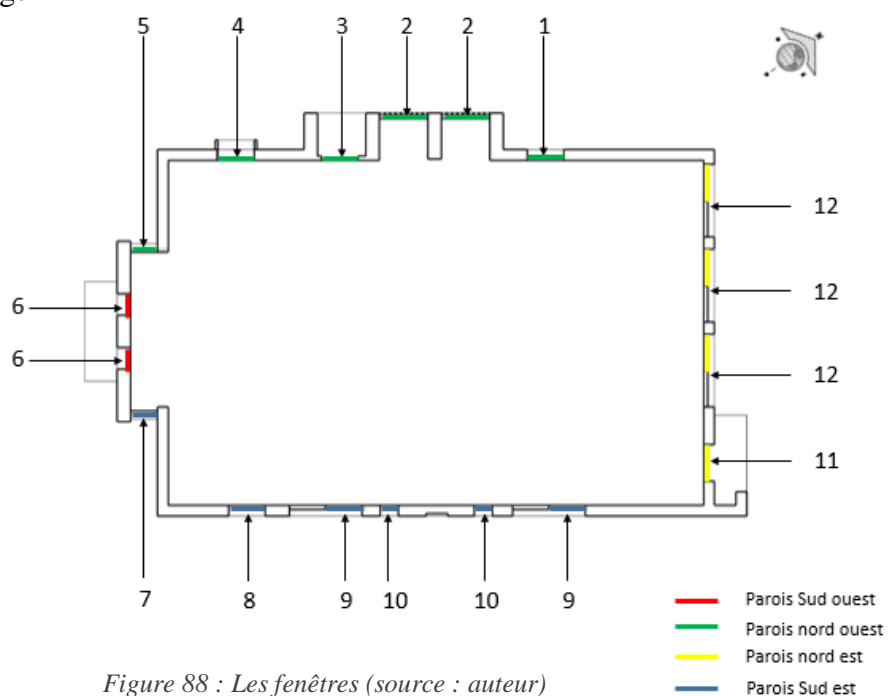 5 4 3 2 2 1
12
12
6
6
12
11
7 8 9 10 10 9
Parois Sud ouest
Parois nord ouest
Parois nord est
Parois Sud est
Figure 88 : Les fenêtres (source : auteur)